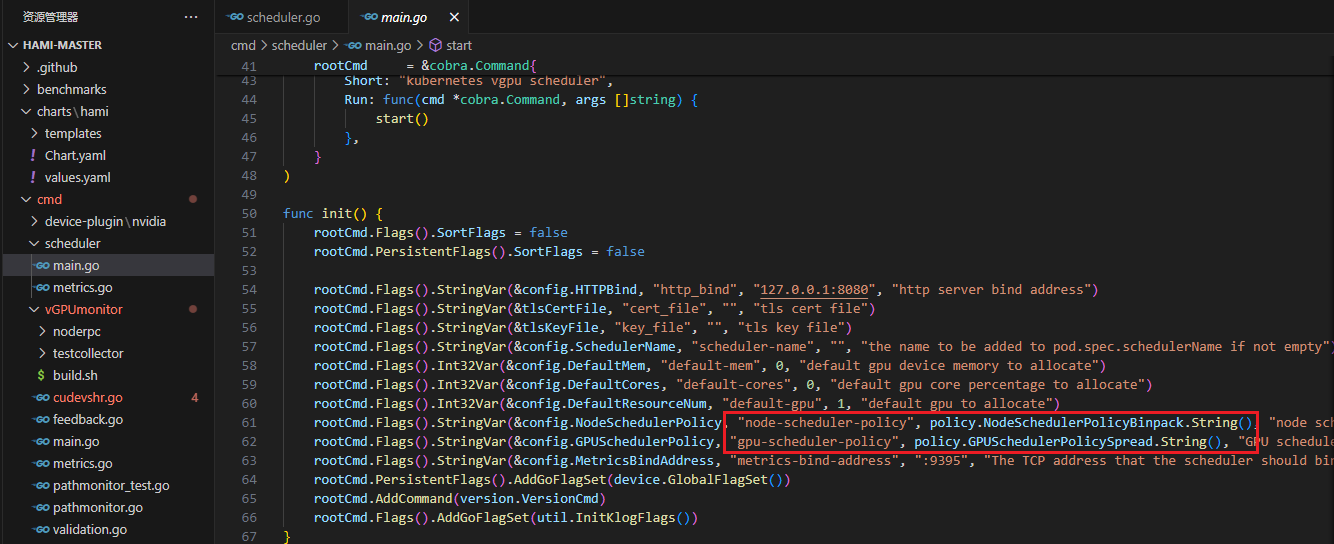 资源管理器
···
HAMI-MASTER
.github
benchmarks
charts\hami
templates
! Chart.yaml
! values.yaml
cmd
device-plugin\nvidia
scheduler
GO main.go
GO metrics.go
vGPUmonitor
noderpc
testcollector
$ build.sh
GO cudevshr.go 4
GO feedback.go
GO main.go
GO metrics.go
GO pathmonitor_test.go
GO pathmonitor.go
GO validation.go
GO scheduler.go
GO main.go ×
cmd > scheduler > GO main.go > start
41 rootCmd = &cobra.Command{
43 Short: "kubernetes vgpu scheduler",
44 Run: func(cmd *cobra.Command, args []string) {
45 start()
46 },
47 }
48 )
49
50 func init() {
51 rootCmd.Flags().SortFlags = false
52 rootCmd.PersistentFlags().SortFlags = false
53
54 rootCmd.Flags().StringVar(&config.HTTPBind, "http_bind", "127.0.0.1:8080", "http server bind address")
55 rootCmd.Flags().StringVar(&tlsCertFile, "cert_file", "", "tls cert file")
56 rootCmd.Flags().StringVar(&tlsKeyFile, "key_file", "", "tls key file")
57 rootCmd.Flags().StringVar(&config.SchedulerName, "scheduler-name", "", "the name to be added to pod.spec.schedulerName if not empty")
58 rootCmd.Flags().Int32Var(&config.DefaultMem, "default-mem", 0, "default gpu device memory to allocate")
59 rootCmd.Flags().Int32Var(&config.DefaultCores, "default-cores", 0, "default gpu core percentage to allocate")
60 rootCmd.Flags().Int32Var(&config.DefaultResourceNum, "default-gpu", 1, "default gpu to allocate")
61 rootCmd.Flags().StringVar(&config.NodeSchedulerPolicy, "node-scheduler-policy", policy.NodeSchedulerPolicyBinpack.String(), "node sch
62 rootCmd.Flags().StringVar(&config.GPUSchedulerPolicy, "gpu-scheduler-policy", policy.GPUSchedulerPolicySpread.String(), "GPU schedule
63 rootCmd.Flags().StringVar(&config.MetricsBindAddress, "metrics-bind-address", ":9395", "The TCP address that the scheduler should bin
64 rootCmd.PersistentFlags().AddGoFlagSet(device.GlobalFlagSet())
65 rootCmd.AddCommand(version.VersionCmd)
66 rootCmd.Flags().AddGoFlagSet(util.InitKlogFlags())
67 }